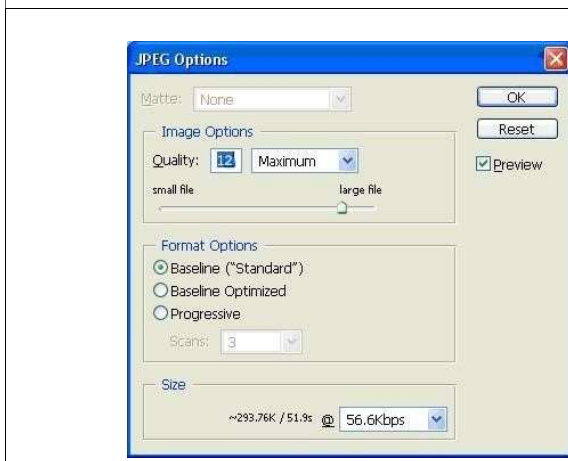 JPEG Options
Matte: None
OK
Image Options
Reset
Quality: 12 Maximum
Preview
small file large file
Format Options
Baseline ("Standard")
Baseline Optimized
Progressive
Scans: 3
Size
~293.76K / 51.9s @ 56.6Kbps